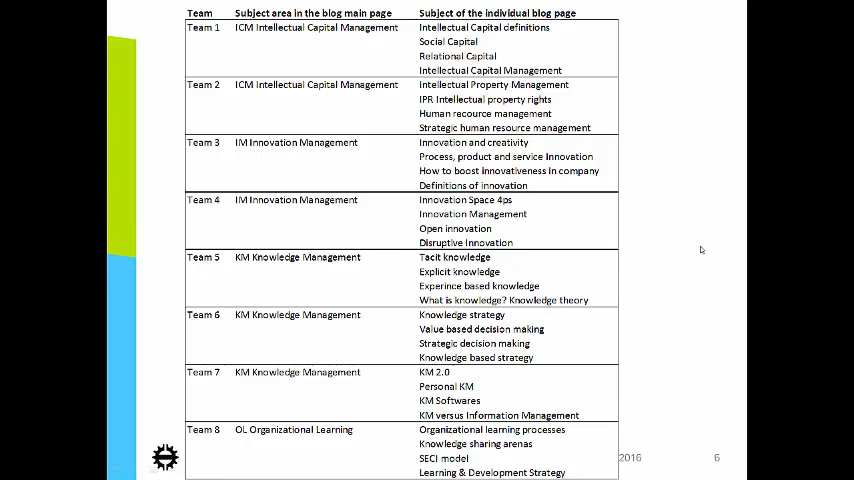 Team Subject area in the blog main page Subject of the individual blog page
Team 1 ICM Intellectual Capital Management Intellectual Capital definitions
Social Capital
Relational Capital
Intellectual Capital Management
Team 2 ICM Intellectual Capital Management Intellectual Property Management
IPR Intellectual property rights
Human recource management
Strategic human resource management
Team 3 IM Innovation Management Innovation and creativity
Process, product and service Innovation
How to boost innovativeness in company
Definitions of innovation
Team 4 IM Innovation Management Innovation Space 4ps
Innovation Management
Open innovation
Disruptive innovation
Team 5 KM Knowledge Management Tacit knowledge
Explicit knowledge
Experince based knowledge
What is knowledge? Knowledge theory
Team 6 KM Knowledge Management Knowledge strategy
Value based decision making
Strategic decision making
Knowledge based strategy
Team 7 KM Knowledge Management KM 2.0
Personal KM
KM Softwares
KM versus Information Management
Team 8 OL Organizational Learning Organizational learning processes
Knowledge sharing arenas
SECI model
Learning & Development Strategy
2016 6